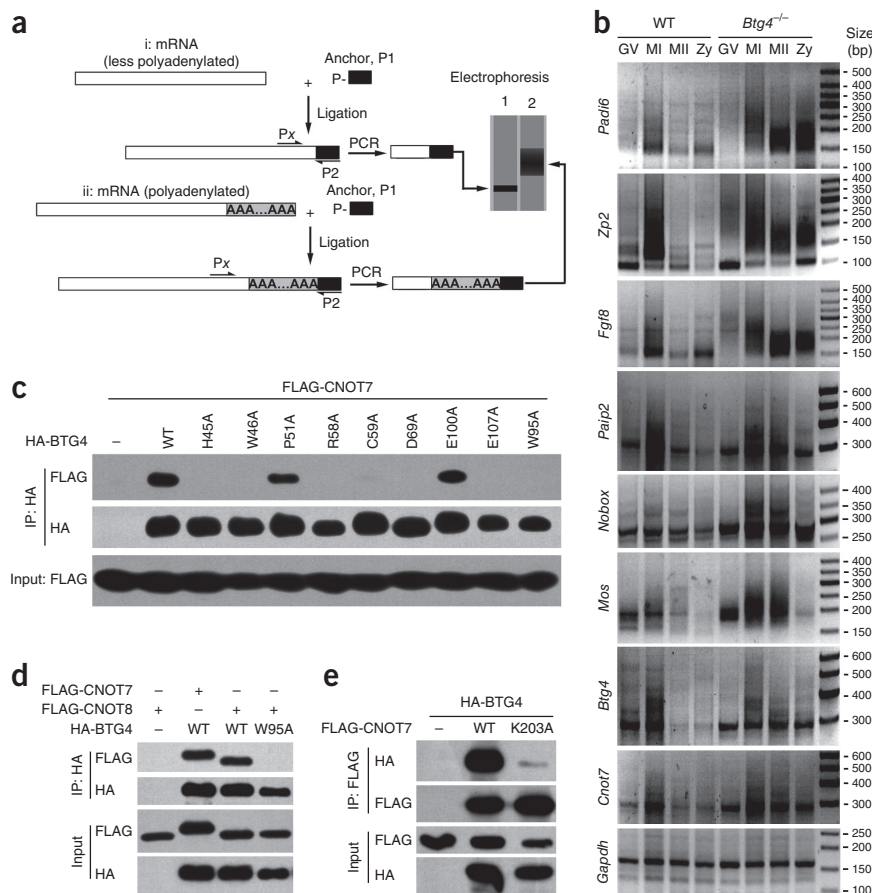 a
i: mRNA
(less polyadenylated)
Anchor, P1
+ P-
Ligation
Px
PCR
P2
ii: mRNA (polyadenylated)
Anchor, P1
AAA...AAA + P-
Ligation
Px
AAA...AAA PCR AAA...AAA
P2
Electrophoresis
1 2
b
WT Btg4–/–
Size
(bp)
GV MI MII Zy GV MI MII Zy
Padi6
500
400
350
300
250
200
150
100
Zp2
400
350
300
250
200
150
100
Fgf8
500
400
350
300
250
200
150
Paip2
600
500
400
300
Nobox
400
350
300
250
Mos
400
350
300
250
200
150
Btg4
600
500
400
300
Cnot7
600
500
400
300
Gapdh
250
200
150
100
c
FLAG-CNOT7
HA-BTG4 – WT H45A W46A P51A R58A C59A D69A E100A E107A W95A
IP: HA
FLAG
HA
Input: FLAG
d
FLAG-CNOT7 – + – –
FLAG-CNOT8 + – + +
HA-BTG4 – WT WT W95A
IP: HA
FLAG
HA
Input
FLAG
HA
e
HA-BTG4
FLAG-CNOT7 – WT K203A
IP: FLAG
HA
FLAG
Input
FLAG
HA